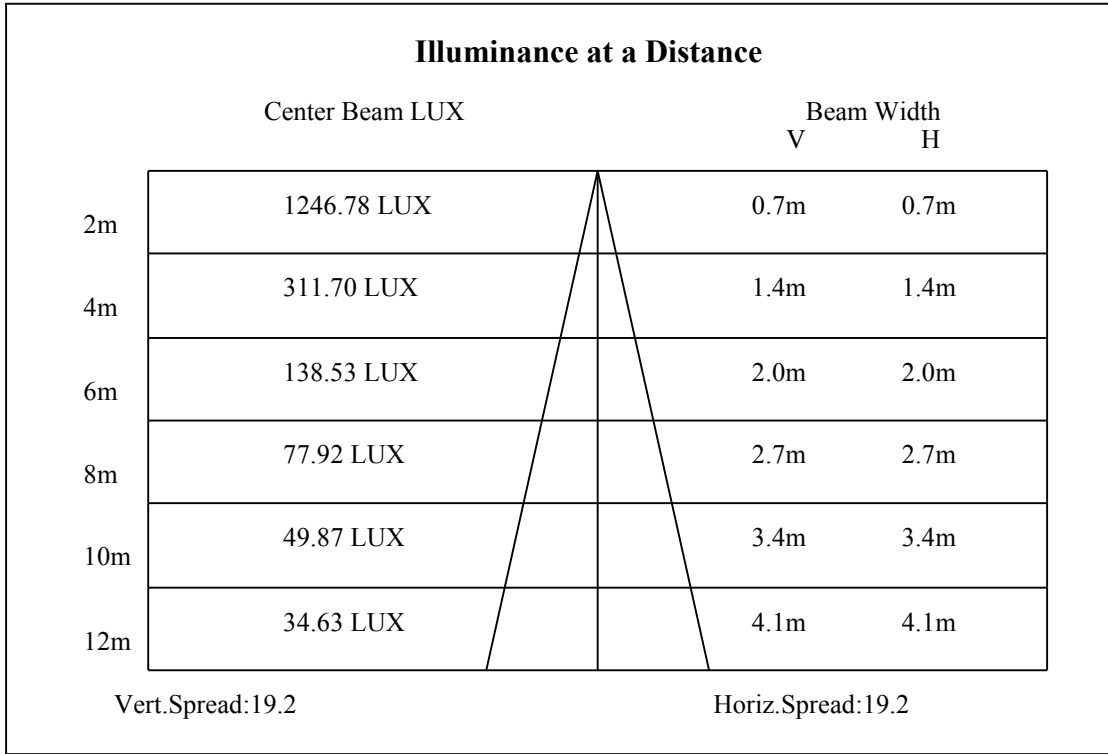 Illuminance at a Distance
Center Beam LUX Beam Width
V H
2m 1246.78 LUX 0.7m 0.7m
4m 311.70 LUX 1.4m 1.4m
6m 138.53 LUX 2.0m 2.0m
8m 77.92 LUX 2.7m 2.7m
10m 49.87 LUX 3.4m 3.4m
12m 34.63 LUX 4.1m 4.1m
Vert.Spread:19.2 Horiz.Spread:19.2